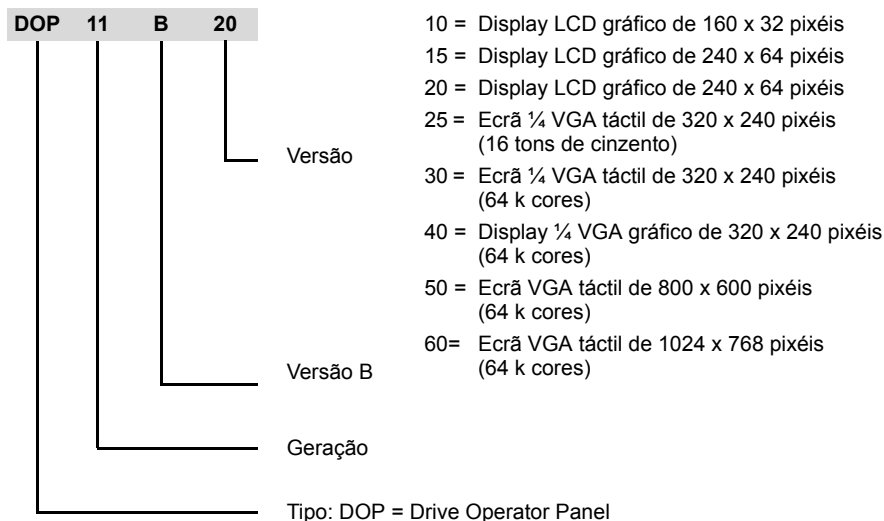 DOP 11 B 20
10 = Display LCD gráfico de 160 x 32 pixéis
15 = Display LCD gráfico de 240 x 64 pixéis
20 = Display LCD gráfico de 240 x 64 pixéis
25 = Ecrã ¼ VGA táctil de 320 x 240 pixéis
(16 tons de cinzento)
Versão
30 = Ecrã ¼ VGA táctil de 320 x 240 pixéis
(64 k cores)
40 = Display ¼ VGA gráfico de 320 x 240 pixéis
(64 k cores)
50 = Ecrã VGA táctil de 800 x 600 pixéis
(64 k cores)
60= Ecrã VGA táctil de 1024 x 768 pixéis
(64 k cores)
Versão B
Geração
Tipo: DOP = Drive Operator Panel